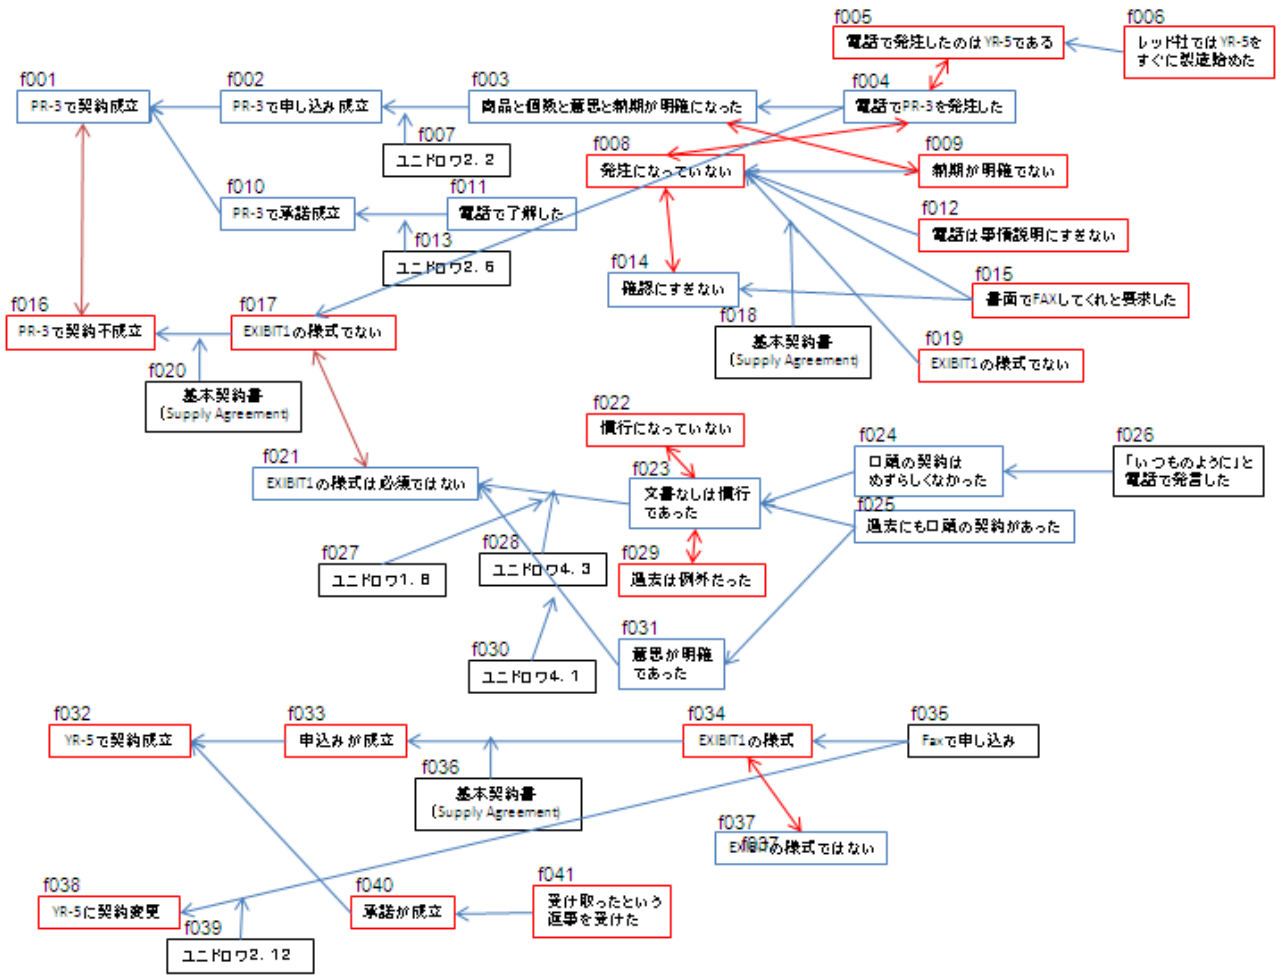 f005
電話で発注したのはYR-5である
f006
レッド社ではYR-5を
すぐに製造始めた
f001
PR-3で契約成立
f002
PR-3で申し込み成立
f003
商品と個数と意思と納期が明確になった
f004
電話でPR-3を発注した
f007
ユニドロワ2．2
f008
発注になっていない
f009
納期が明確でない
f010
PR-3で承諾成立
f011
電話で了解した
f012
電話は事情説明にすぎない
f013
ユニドロワ2．6
f014
確認にすぎない
f015
書面でFAXしてくれと要求した
f016
PR-3で契約不成立
f017
EXIBIT1の様式でない
f018
基本契約書
（Supply Agreement）
f019
EXIBIT1の様式でない
f020
基本契約書
（Supply Agreement）
f021
EXIBIT1の様式は必須ではない
f022
慣行になっていない
f023
文書なしは慣行
であった
f024
口頭の契約は
めずらしくなかった
f026
「いつものように」と
電話で発言した
f025
過去にも口頭の契約があった
f027
ユニドロワ1．8
f028
ユニドロワ4．3
f029
過去は例外だった
f030
ユニドロワ4．1
f031
意思が明確
であった
f032
YR-5で契約成立
f033
申込みが成立
f034
EXIBIT1の様式
f035
Faxで申し込み
f036
基本契約書
（Supply Agreement）
f037
f037
の様式ではない
f038
YR-5に契約変更
f039
ユニドロワ2．12
f040
承諾が成立
f041
受け取ったという
返事を受けた